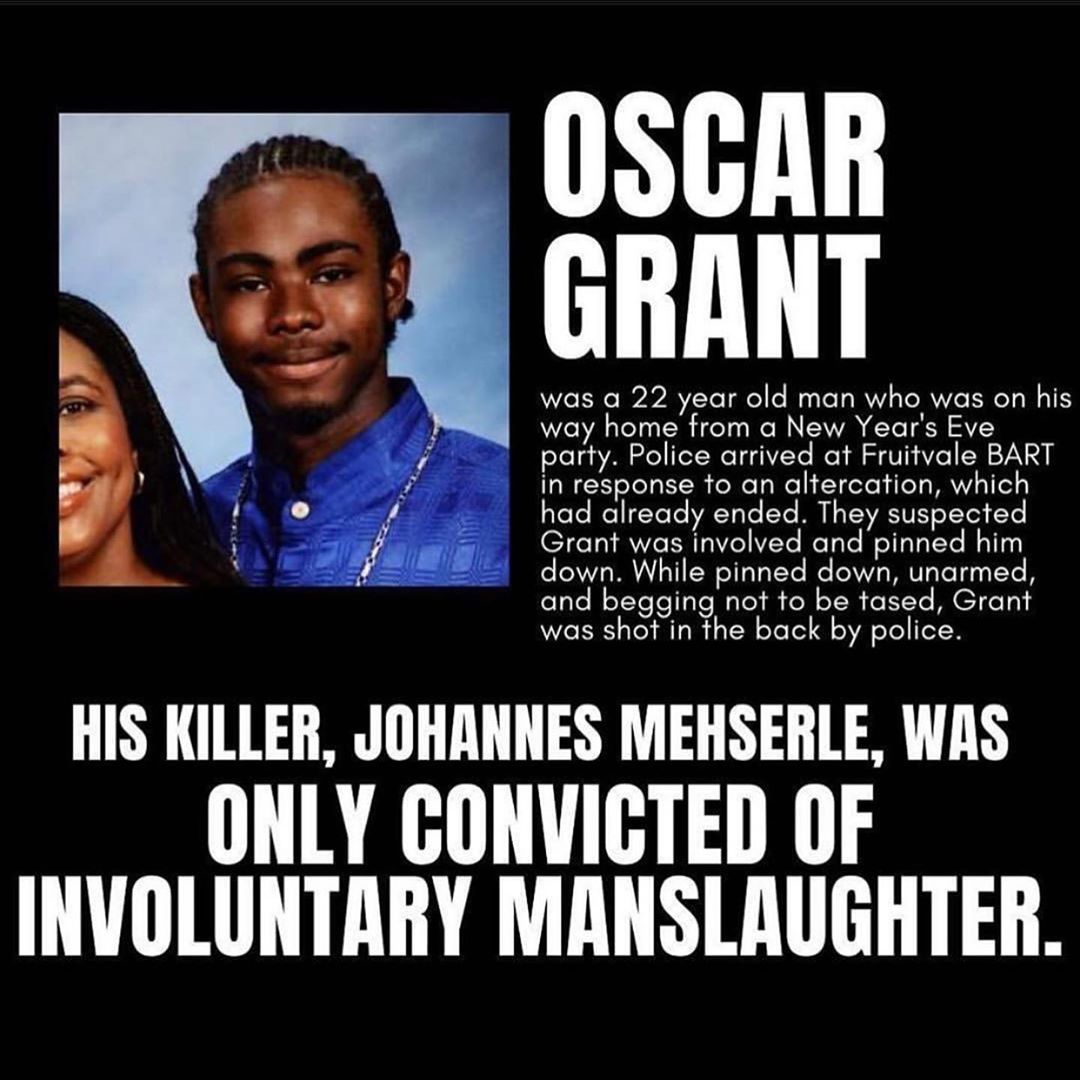 OSCAR
GRANT
was a 22 year old man who was on his
way home from a New Year's Eve
party. Police arrived at Fruitvale BART
in response to an altercation, which
had already ended. They suspected
Grant was involved and pinned him
down. While pinned down, unarmed,
and begging not to be tased, Grant
was shot in the back by police.
HIS KILLER, JOHANNES MEHSERLE, WAS
ONLY CONVICTED OF
INVOLUNTARY MANSLAUGHTER.